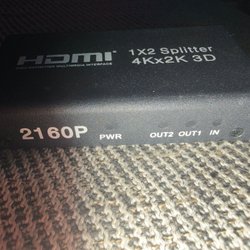 HDMI
HIGH-DEFINITION MULTIMEDIA INTERFACE
1X2 Splitter
4Kx2K 3D
2160P PWR OUT2 OUT1 IN